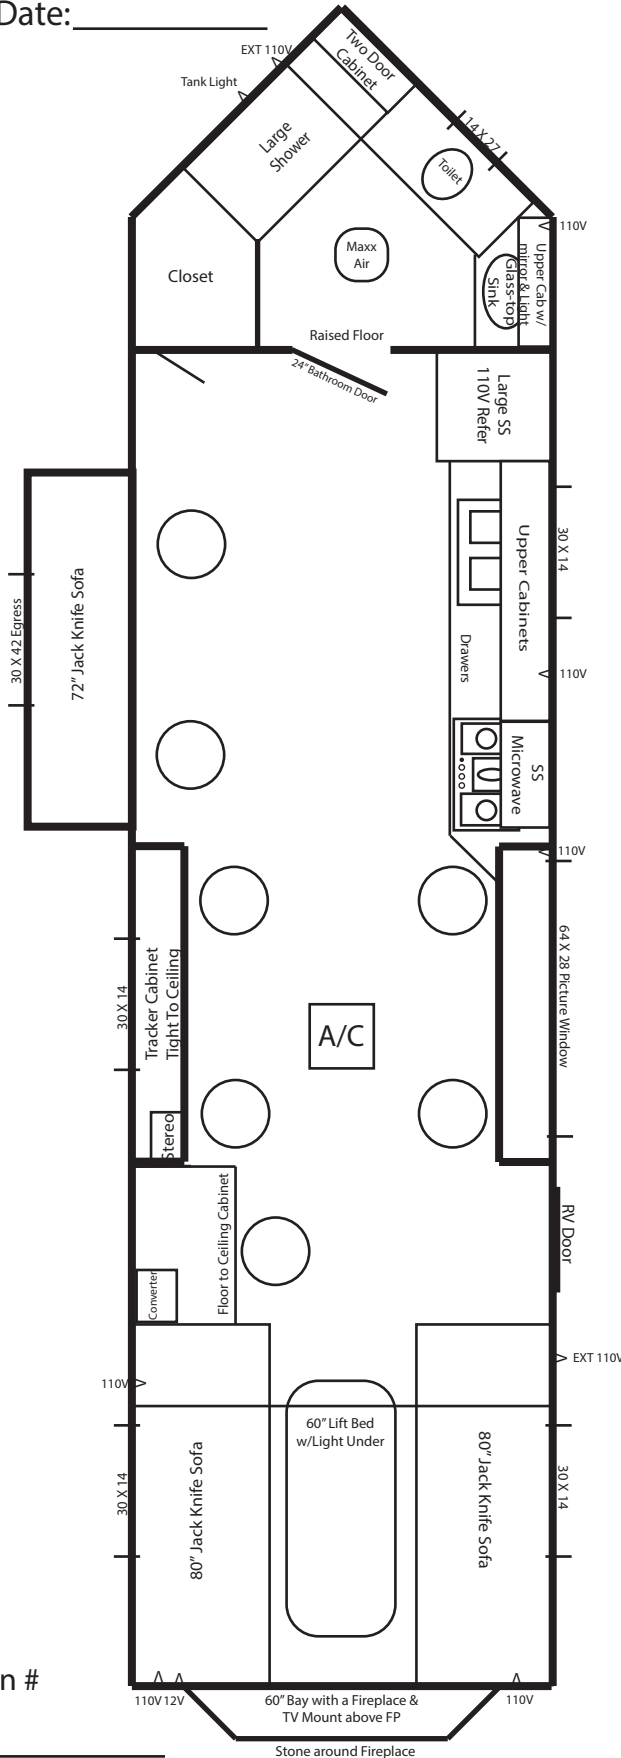 Date:
EXT 110V
Two Door
Cabinet
Tank Light
14 X 27
Large
Shower
Toilet
110V
Maxx
Air
Upper Cab w/
mirror & Light
Glass-top
Sink
Closet
Raised Floor
24" Bathroom Door
Large SS
110V Refer
30 X 14
Upper Cabinets
72" Jack Knife Sofa
30 X 42 Egress
Drawers
110V
SS
Microwave
110V
64 X 28 Picture Window
Tracker Cabinet
Tight To Ceiling
30 X 14
A/C
Stereo
Floor to Ceiling Cabinet
RV Door
Converter
EXT 110V
110V
60" Lift Bed
w/Light Under
80" Jack Knife Sofa
80" Jack Knife Sofa
30 X 14
30 X 14
n #
110V 12V
60" Bay with a Fireplace &
TV Mount above FP
110V
Stone around Fireplace